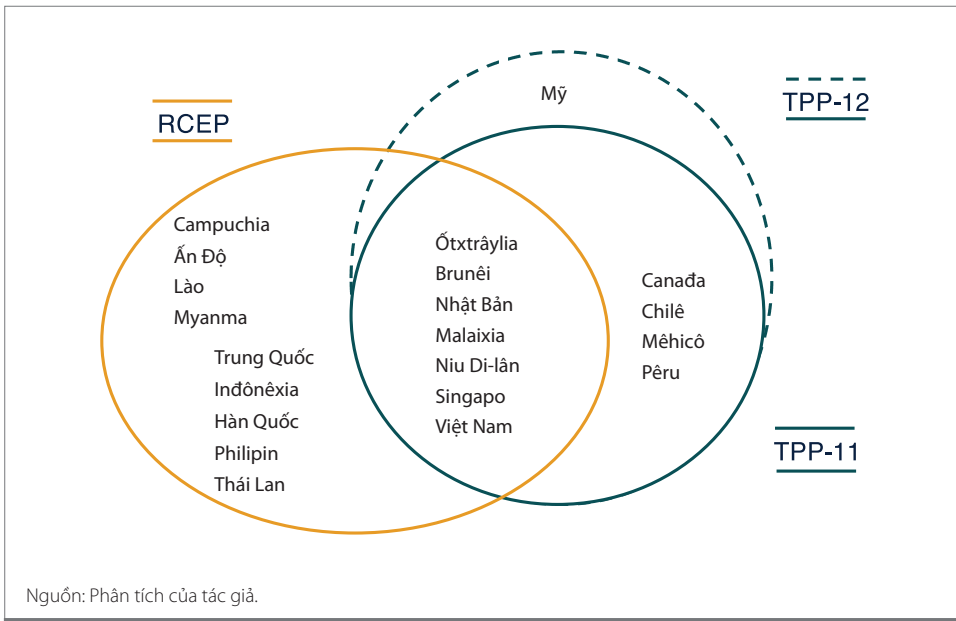 Mỹ
TPP-12
RCEP
Campuchia
Ấn Độ
Lào
Myanma
Trung Quốc
Inđônêxia
Hàn Quốc
Philipin
Thái Lan
Ốtxtrâylia
Brunêi
Nhật Bản
Malaixia
Niu Di-lân
Singapo
Việt Nam
Canađa
Chilê
Mêhicô
Pêru
TPP-11
Nguồn: Phân tích của tác giả.